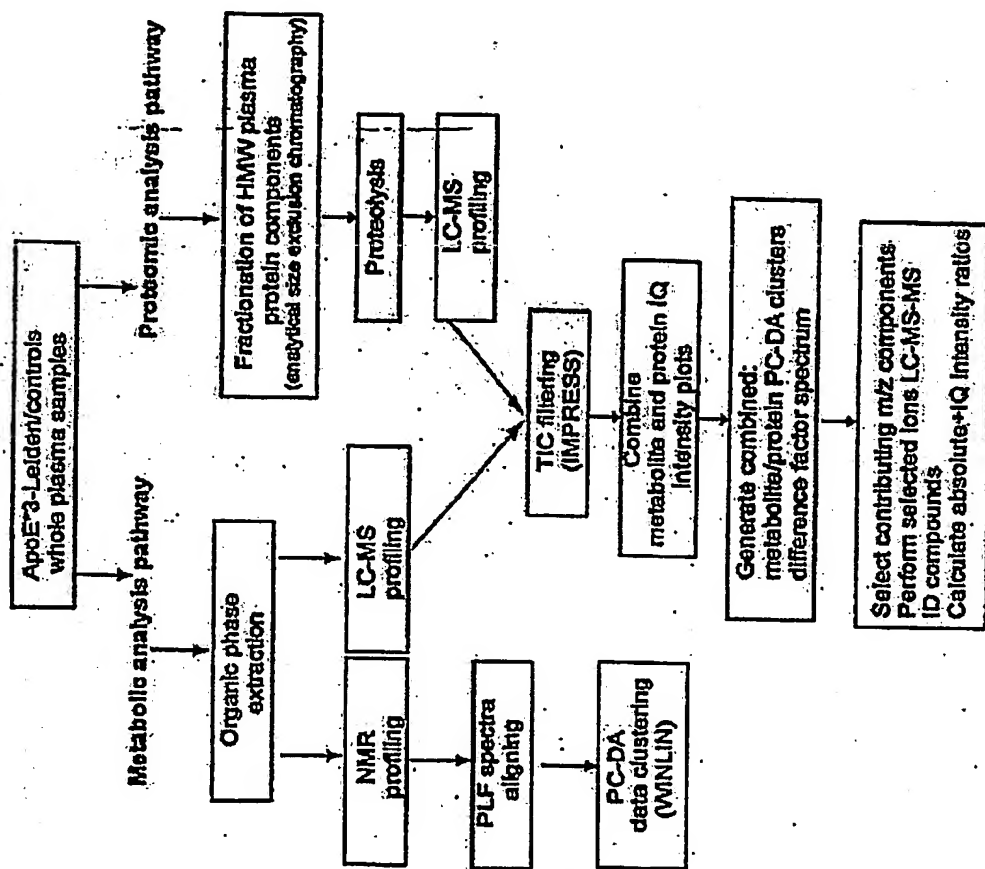 ApoE*3-Leiden/controls
whole plasma samples
Metabolic analysis pathway
Proteomic analysis pathway
Organic phase
extraction
Fractionation of HMW plasma
protein components
(analytical size exclusion chromatography)
NMR
profiling
LC-MS
profiling
Proteolysis
PLF spectra
aligning
LC-MS
profiling
PC-DA
data clustering
(WINLIN)
TIC filtering
(IMPRESS)
Combine
metabolite and protein IQ
intensity plots
Generate combined:
metabolite/protein PC-DA clusters
difference factor spectrum
Select contributing m/z components
Perform selected ions LC-MS-MS
ID compounds
Calculate absolute+IQ Intensity ratios